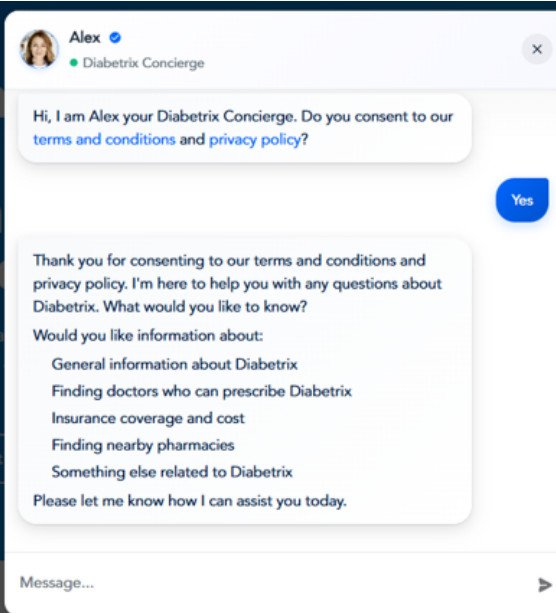 Alex
Diabetrix Concierge
Hi, I am Alex your Diabetrix Concierge. Do you consent to our
terms and conditions and privacy policy?
Yes
Thank you for consenting to our terms and conditions and
privacy policy. I'm here to help you with any questions about
Diabetrix. What would you like to know?
Would you like information about:
General information about Diabetrix
Finding doctors who can prescribe Diabetrix
Insurance coverage and cost
Finding nearby pharmacies
Something else related to Diabetrix
Please let me know how I can assist you today.
Message...